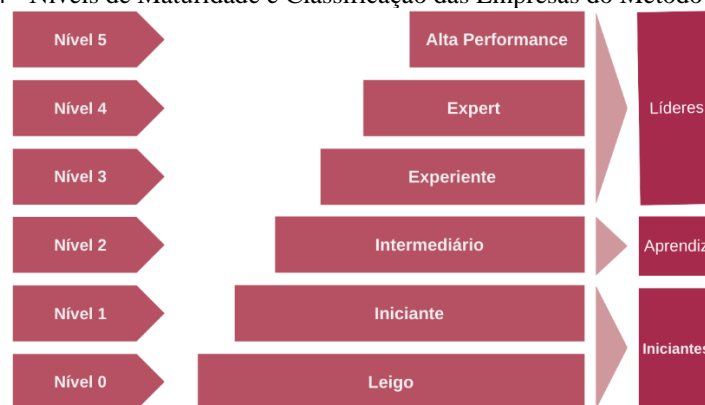 Níveis de Maturidade e Classificação das Empresas do Método
Nível 5 Alta Performance
Nível 4 Expert Líderes
Nível 3 Experiente
Nível 2 Intermediário Aprendiz
Nível 1 Iniciante
Iniciantes
Nível 0 Leigo